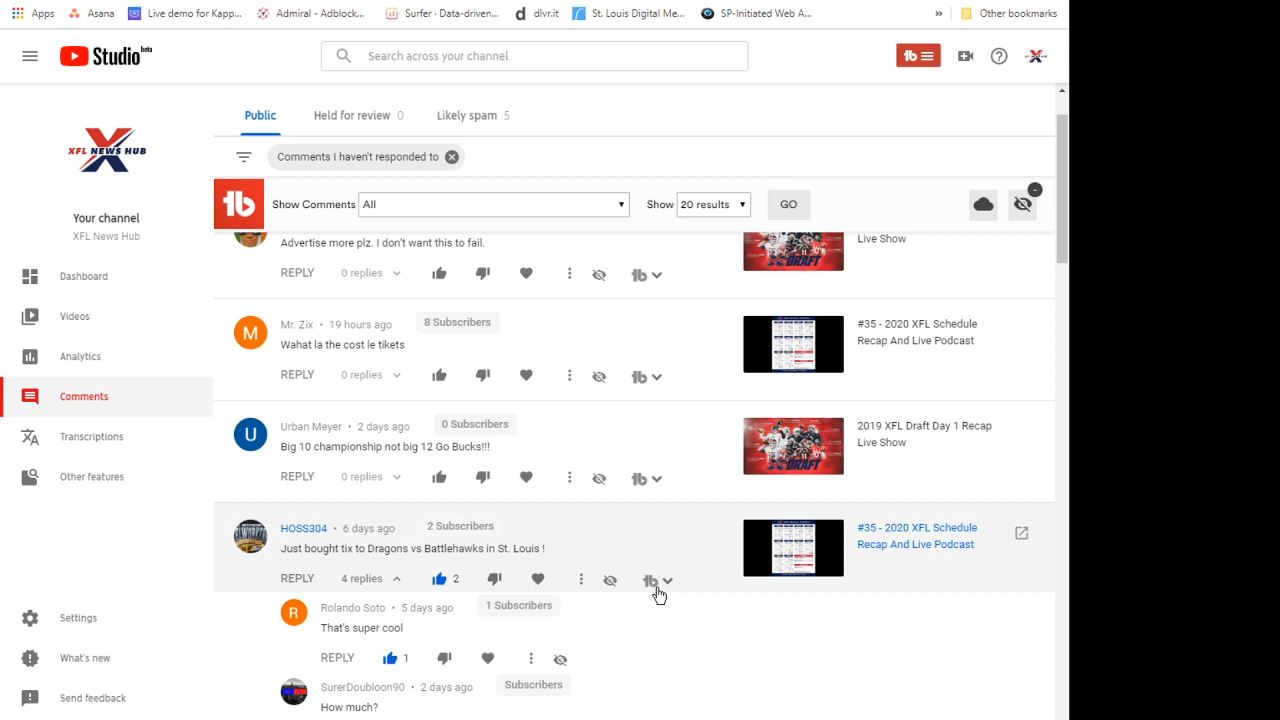 Apps Asana Live demo for Kapp... Admiral - Adblock... Surfer - Data-driven... dlvr.it St. Louis Digital Me... SP-Initiated Web A... » Other bookmarks
Studio beta
Search across your channel
tb
XFL NEWS HUB
Your channel
XFL News Hub
Dashboard
Videos
Analytics
Comments
Transcriptions
Other features
Settings
What's new
Send feedback
Public Held for review 0 Likely spam 5
Comments I haven't responded to
tb Show Comments All Show 20 results GO
Advertise more plz. I don't want this to fail.
REPLY 0 replies tb
Live Show
DRAFT
Mr. Zix • 19 hours ago 8 Subscribers
Wahat la the cost le tikets
REPLY 0 replies tb
#35 - 2020 XFL Schedule
Recap And Live Podcast
U Urban Meyer • 2 days ago 0 Subscribers
Big 10 championship not big 12 Go Bucks!!!
REPLY 0 replies tb
DRAFT
2019 XFL Draft Day 1 Recap
Live Show
HOSS304 • 6 days ago 2 Subscribers
Just bought tix to Dragons vs Battlehawks in St. Louis !
REPLY 4 replies 2 tb
#35 - 2020 XFL Schedule
Recap And Live Podcast
R Rolando Soto • 5 days ago 1 Subscribers
That's super cool
REPLY 1
SurerDoubloon90 • 2 days ago Subscribers
How much?